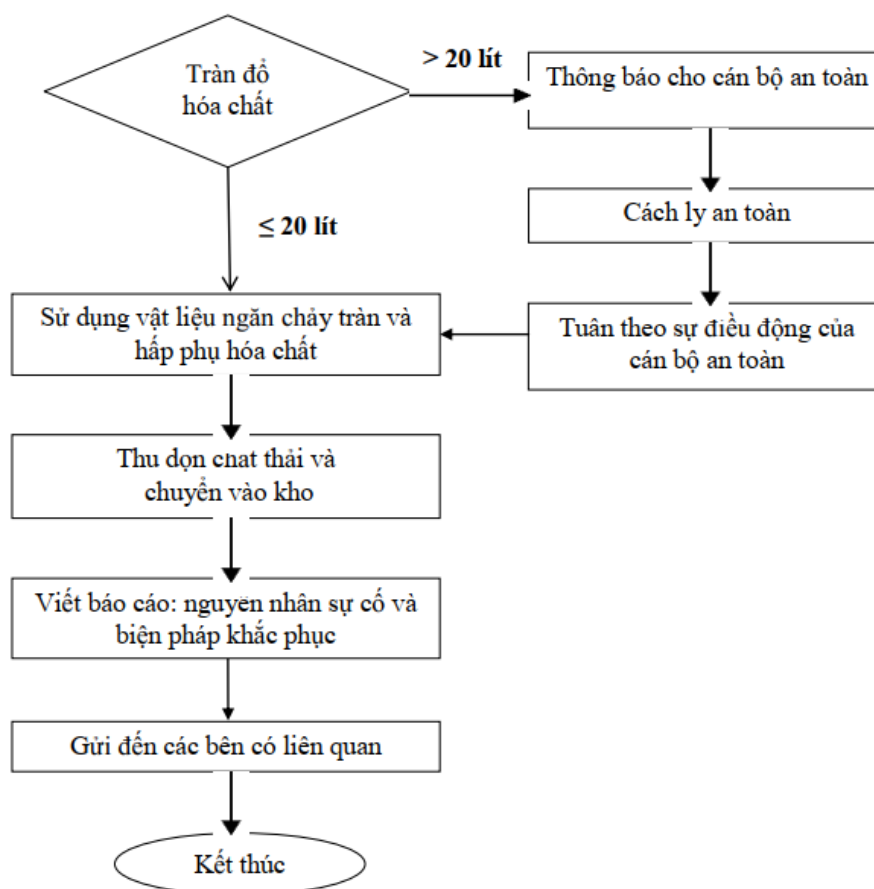 Tràn đổ
hóa chất
> 20 lít
Thông báo cho cán bộ an toàn
Cách ly an toàn
≤ 20 lít
Sử dụng vật liệu ngăn chảy tràn và
hấp phụ hóa chất
Tuân theo sự điều động của
cán bộ an toàn
Thu dọn chat thải và
chuyển vào kho
Viết báo cáo: nguyên nhân sự cố và
biện pháp khắc phục
Gửi đến các bên có liên quan
Kết thúc